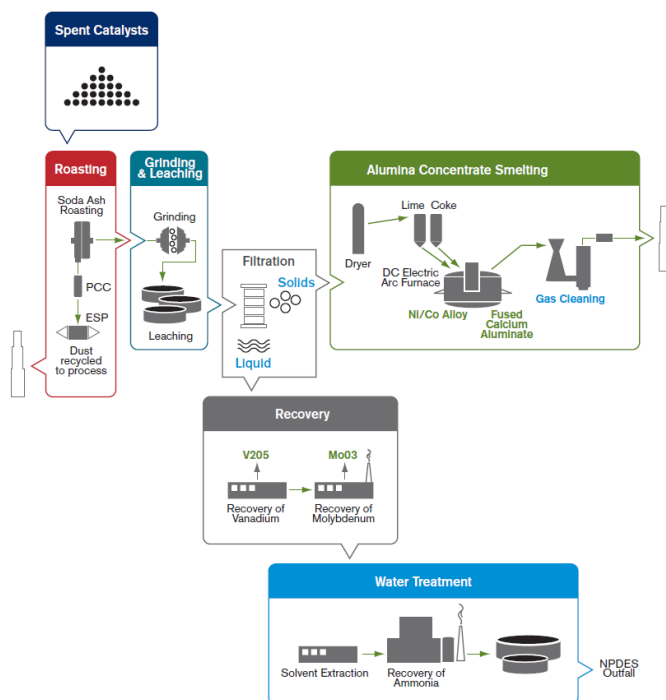 Spent Catalysts
Roasting
Soda Ash
Roasting
PCC
ESP
Dust
recycled
to process
Grinding
& Leaching
Grinding
Leaching
Filtration
Solids
Liquid
Alumina Concentrate Smelting
Lime Coke
Dryer
DC Electric
Arc Furnace
Ni/Co Alloy
Fused
Calcium
Aluminate
Gas Cleaning
Recovery
V205
Mo03
Recovery of
Vanadium
Recovery of
Molybdenum
Water Treatment
Solvent Extraction
Recovery of
Ammonia
NPDES
Outfall